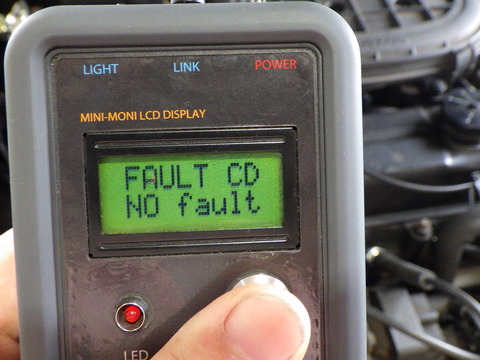 LIGHT LINK POWER
MINI-MONI LCD DISPLAY
FAULT CD
NO fault
LED